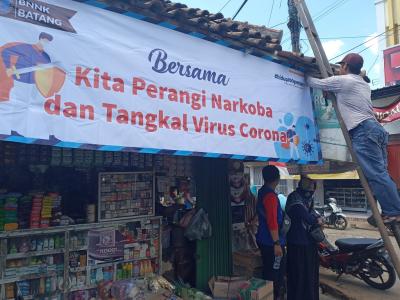 BNNK
BATANG
Bersama
Kita Perangi Narkoba
dan Tangkal Virus Corona